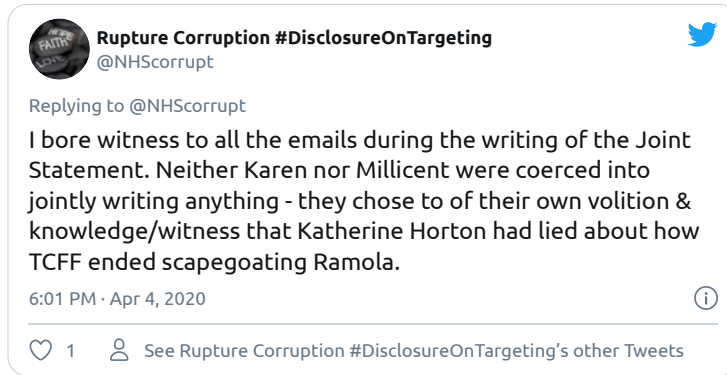 Rupture Corruption #DisclosureOnTargeting
@NHScorrupt
Replying to @NHScorrupt
I bore witness to all the emails during the writing of the Joint
Statement. Neither Karen nor Millicent were coerced into
jointly writing anything - they chose to of their own volition &
knowledge/witness that Katherine Horton had lied about how
TCFF ended scapegoating Ramola.
6:01 PM · Apr 4, 2020
1 See Rupture Corruption #DisclosureOnTargeting's other Tweets
HOPE
FAITH
LOVE